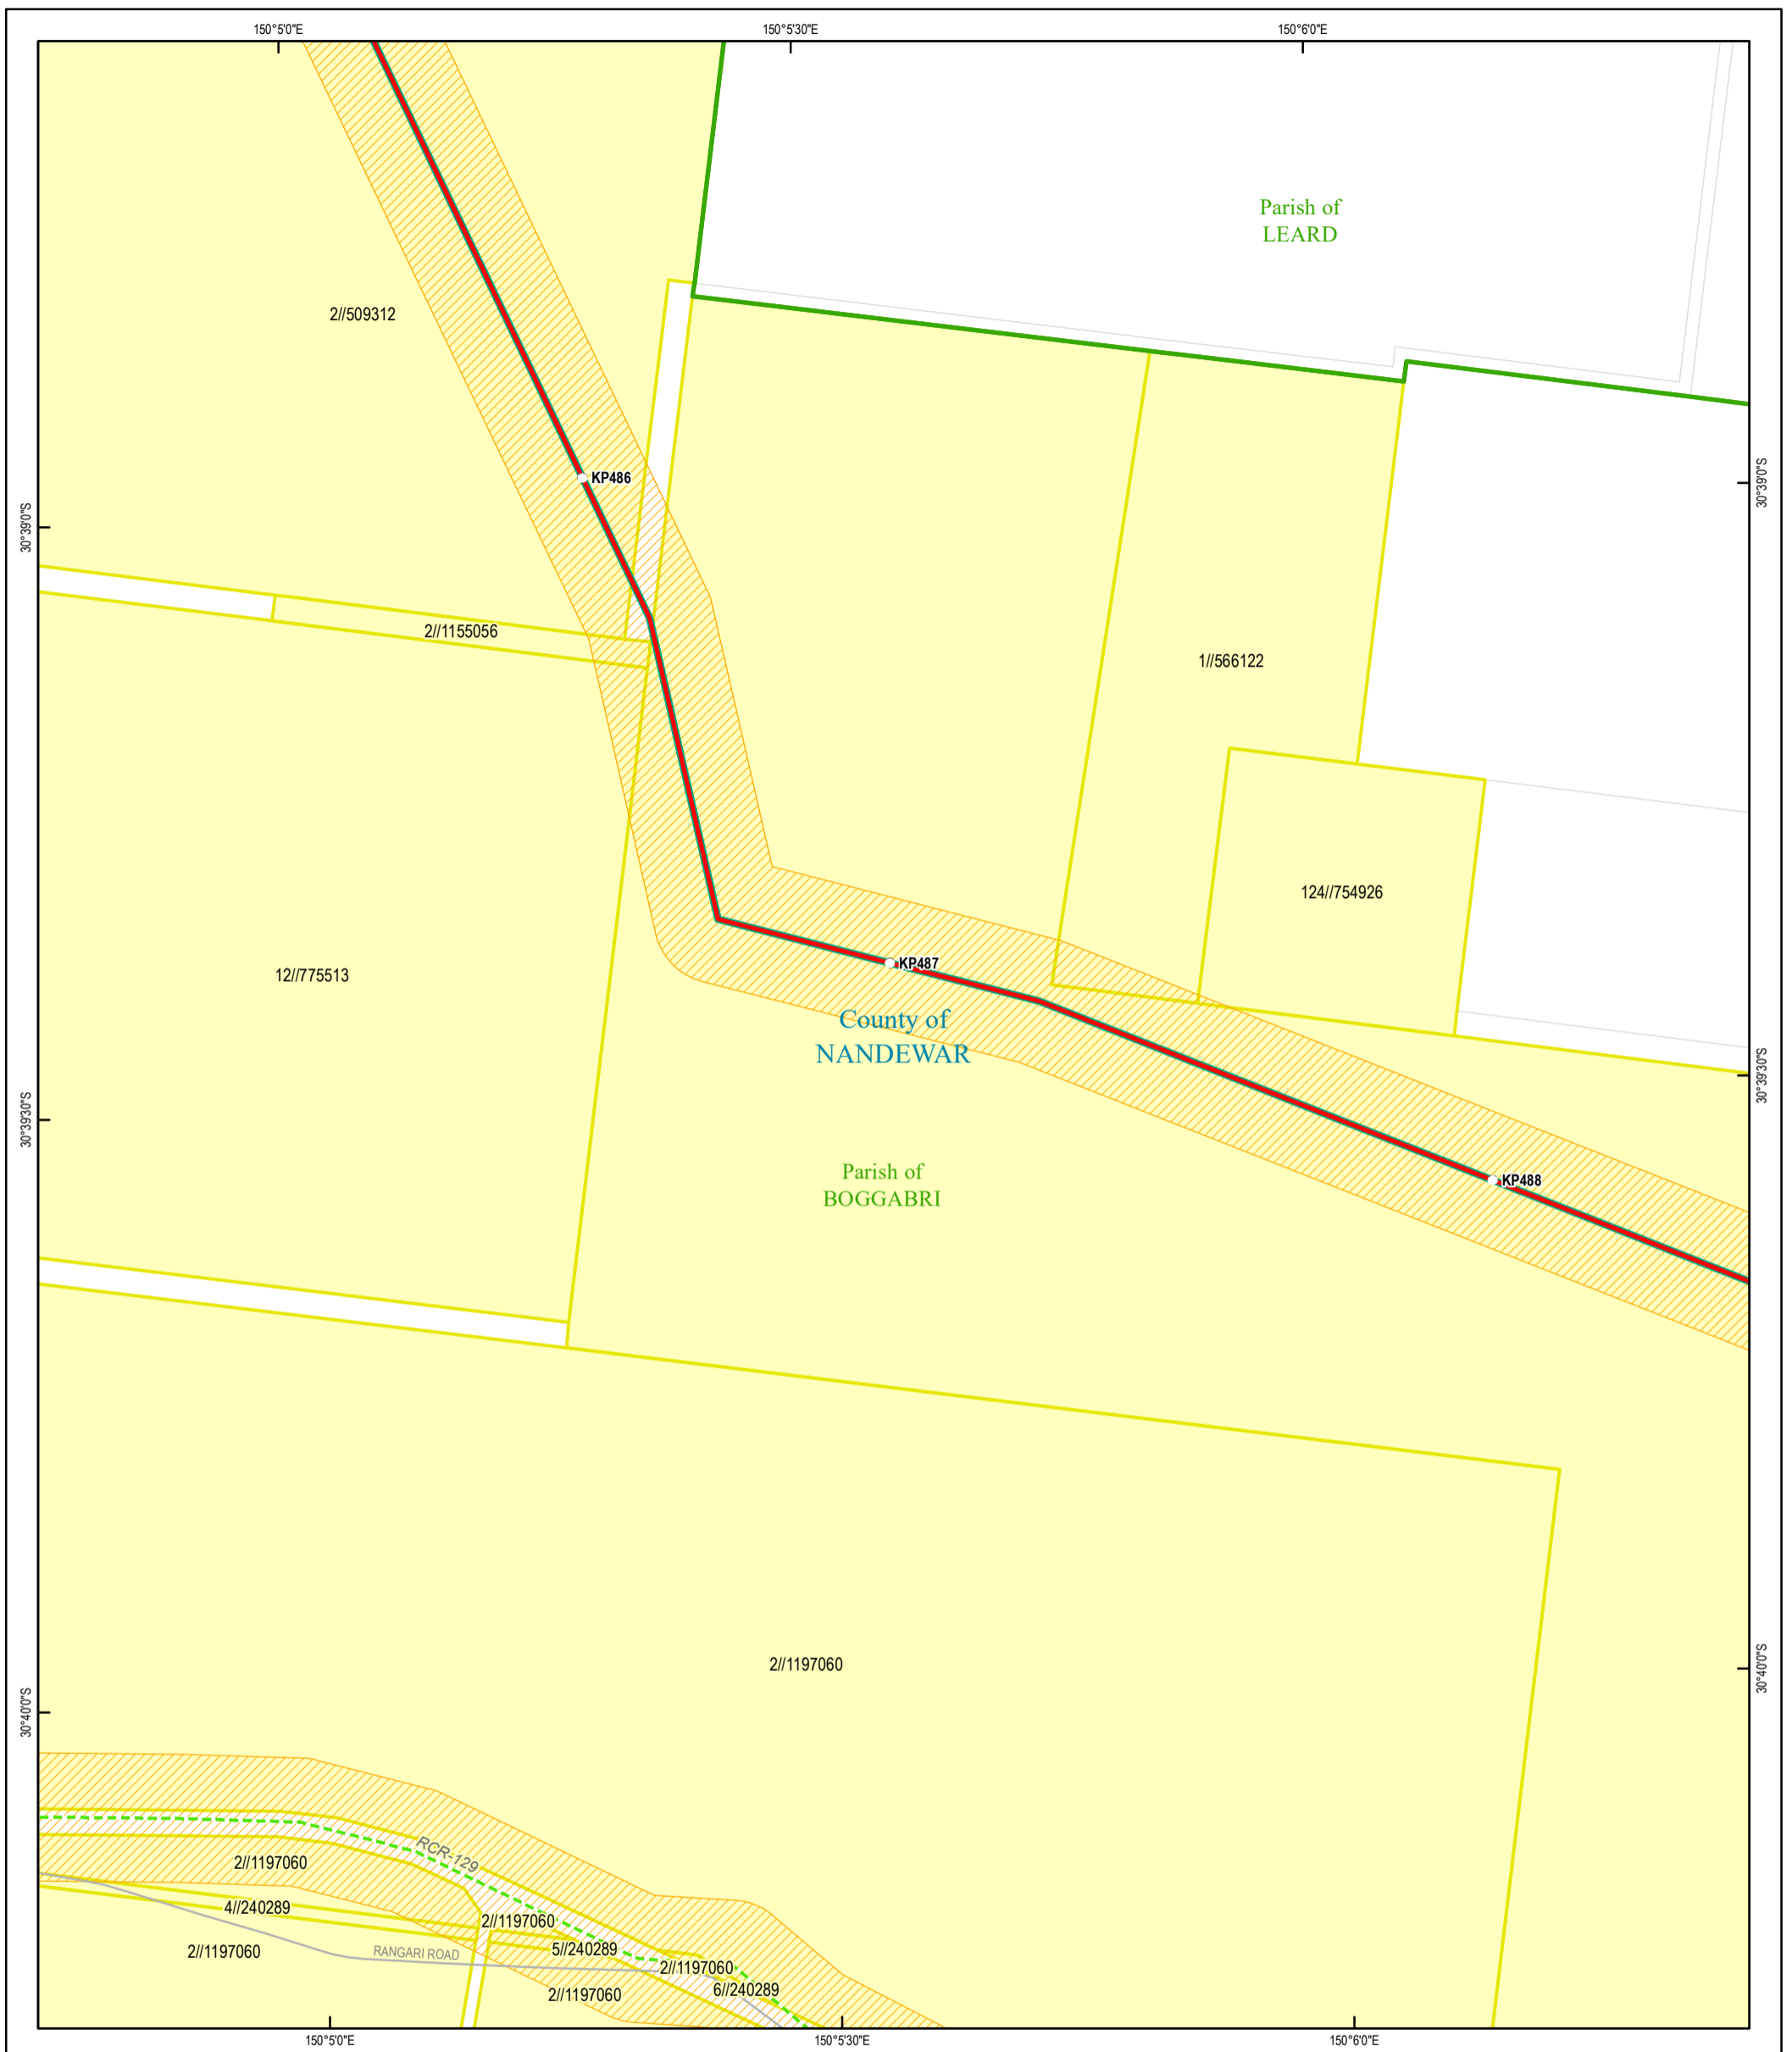 150°5'0"E
150°5'30"E
150°6'0"E
Parish of
LEARD
2//509312
KP486
30°39'0"S
30°39'0"S
2//1155056
1//566122
124//754926
KP487
12//775513
County of
NANDEWAR
30°39'30"S
30°39'30"S
Parish of
BOGGABRI
KP488
2//1197060
30°40'0"S
30°40'0"S
RCR-129
2//1197060
4//240289
2//1197060
2//1197060
RANGARI ROAD
5//240289
2//1197060
6//240289
2//1197060
150°5'0"E
150°5'30"E
150°6'0"E